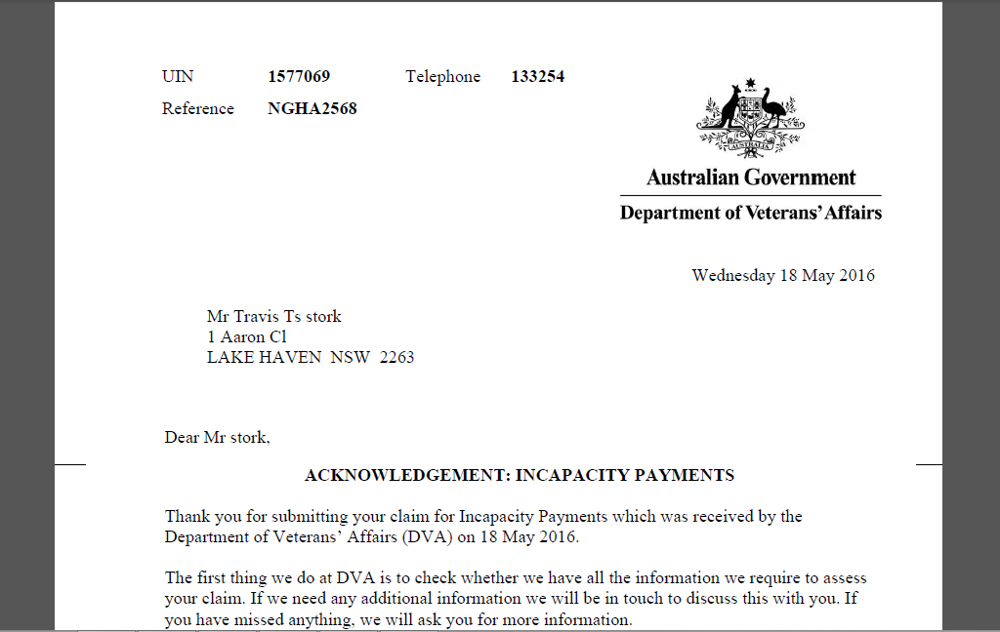 UIN 1577069 Telephone 133254
Reference NGHA2568
AUSTRALIA
Australian Government
Department of Veterans' Affairs
Wednesday 18 May 2016
Mr Travis Ts stork
1 Aaron Cl
LAKE HAVEN NSW 2263
Dear Mr stork,
ACKNOWLEDGEMENT: INCAPACITY PAYMENTS
Thank you for submitting your claim for Incapacity Payments which was received by the
Department of Veterans' Affairs (DVA) on 18 May 2016.
The first thing we do at DVA is to check whether we have all the information we require to assess
your claim. If we need any additional information we will be in touch to discuss this with you. If
you have missed anything, we will ask you for more information.